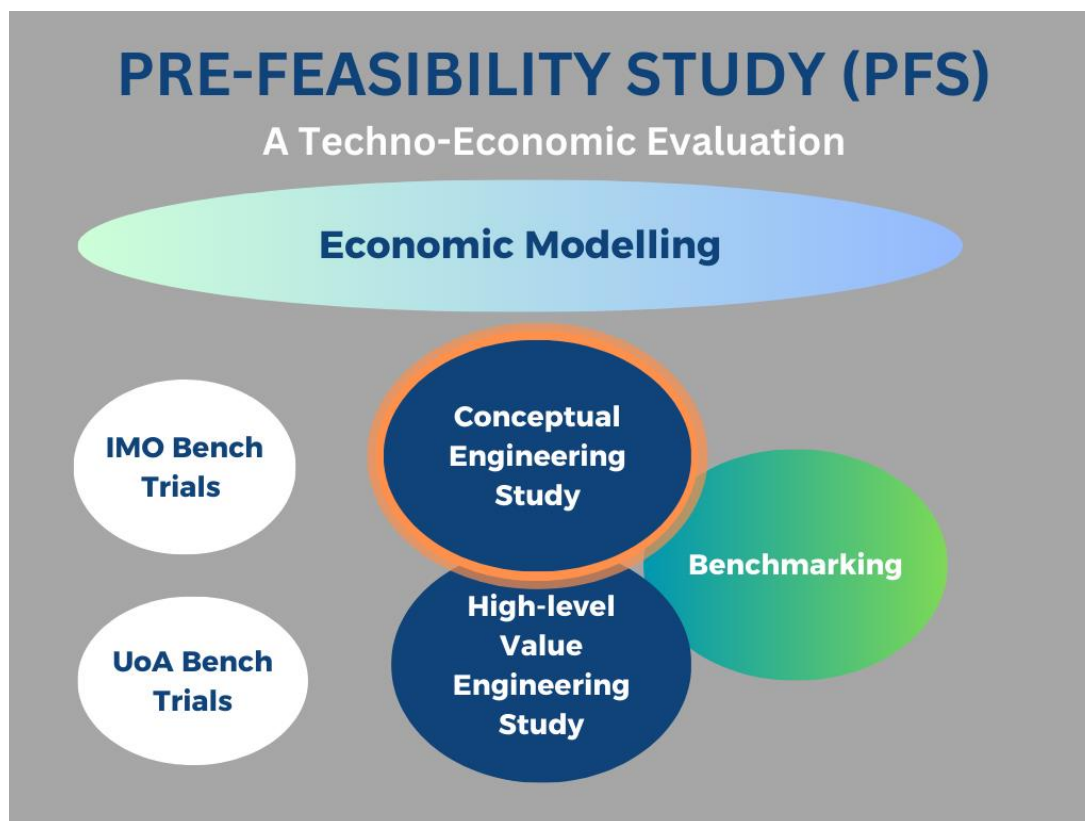 PRE-FEASIBILITY STUDY (PFS)
A Techno-Economic Evaluation
Economic Modelling
IMO Bench
Trials
Conceptual
Engineering
Study
Benchmarking
UoA Bench
Trials
High-level
Value
Engineering
Study